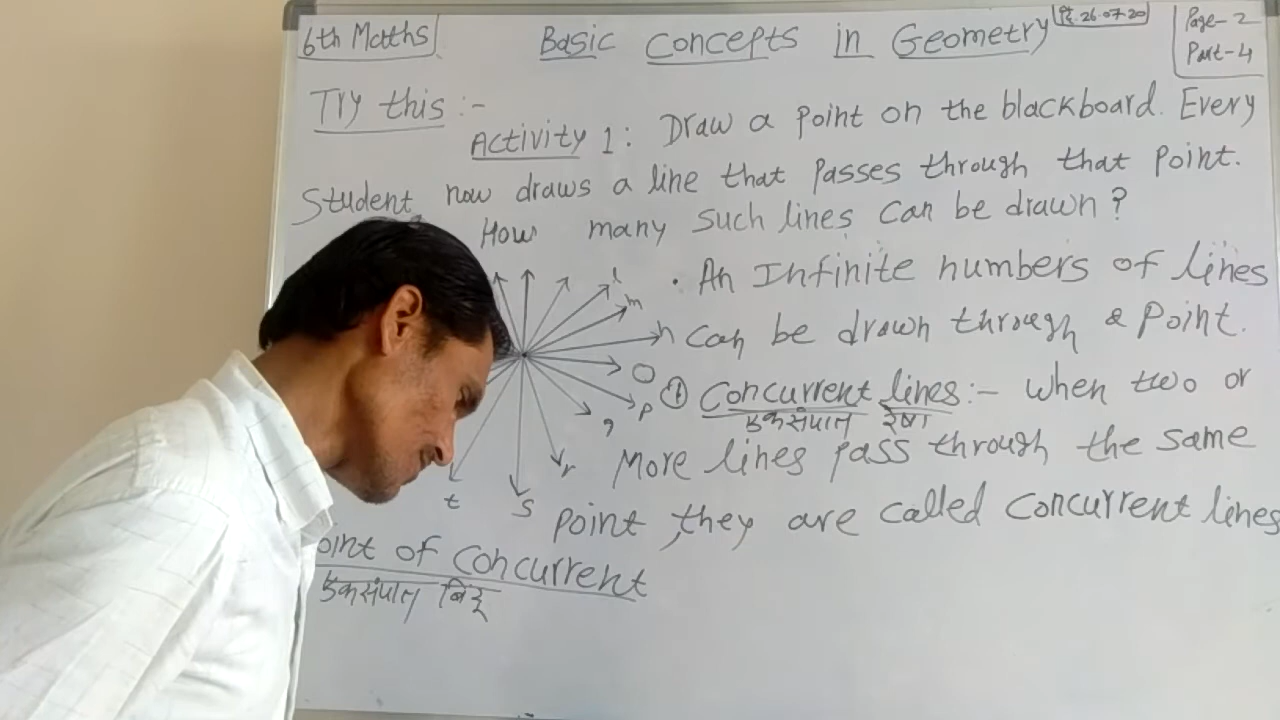 6th Maths
Basic Concepts in Geometry
दि. 26.07.20
Page-2
Part-4
Try this :-
Activity 1: Draw a point on the blackboard. Every
Student now draws a line that passes through that point.
How many such lines can be drawn?
. An Infinite numbers of lines
can be drawn through a point.
l
m
n
o
p
q
r
s
t
① Concurrent lines :- when two or
एकसंपात रेषा
More lines pass through the same
point, they are called concurrent lines
oint of concurrent
एकसंपात बिंदू